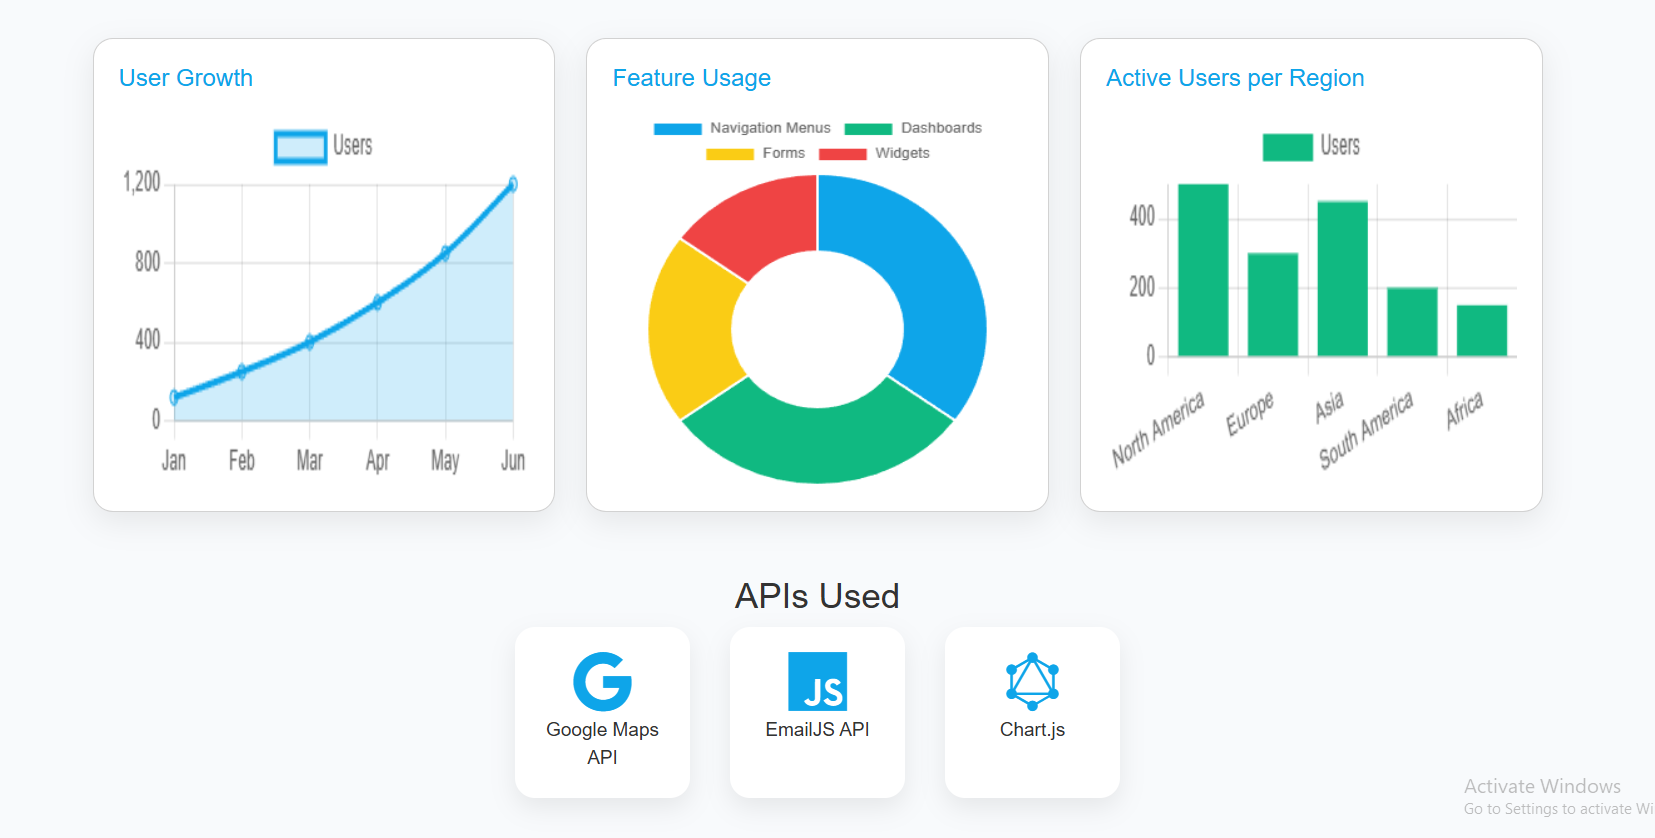 User Growth
Users
1,200
800
400
0
Jan Feb Mar Apr May Jun
Feature Usage
Navigation Menus Dashboards
Forms Widgets
Active Users per Region
Users
400
200
0
North America Europe Asia South America Africa
APIs Used
Google Maps
API
JS
EmailJS API
Chart.js
Activate Windows
Go to Settings to activate Wi